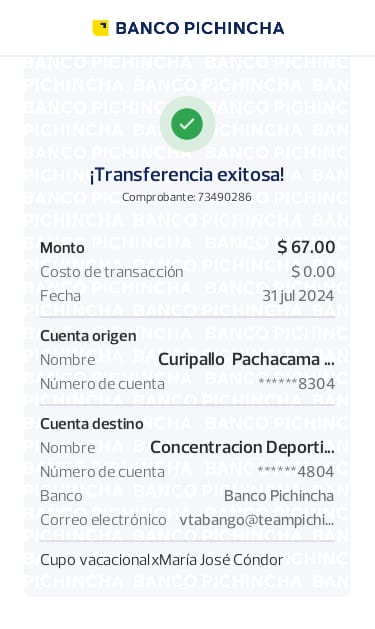 BANCO PICHINCHA
¡Transferencia exitosa!
Comprobante: 73490286
Monto $ 67.00
Costo de transacción $ 0.00
Fecha 31 jul 2024
Cuenta origen
Nombre Curipallo Pachacama ...
Número de cuenta ******8304
Cuenta destino
Nombre Concentracion Deporti...
Número de cuenta ******4804
Banco Banco Pichincha
Correo electrónico vtabango@teampichi...
Cupo vacacionalxMaría José Cóndor